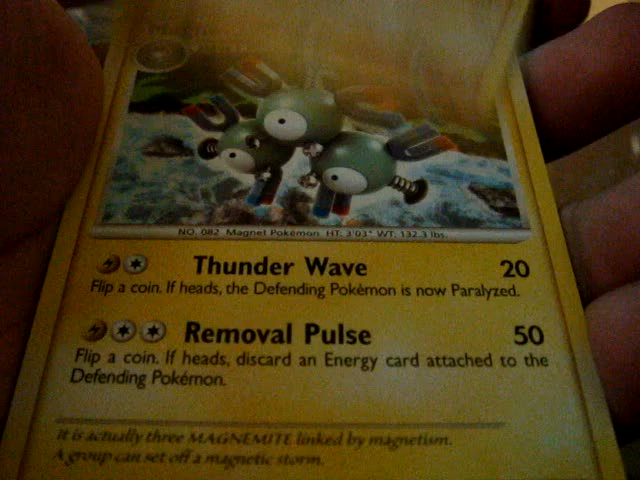 NO. 082 Magnet Pokémon HT: 3'03" WT: 132.3 lbs.
Thunder Wave 20
Flip a coin. If heads, the Defending Pokémon is now Paralyzed.
Removal Pulse 50
Flip a coin. If heads, discard an Energy card attached to the
Defending Pokémon.
It is actually three MAGNEMITE linked by magnetism.
A group can set off a magnetic storm.